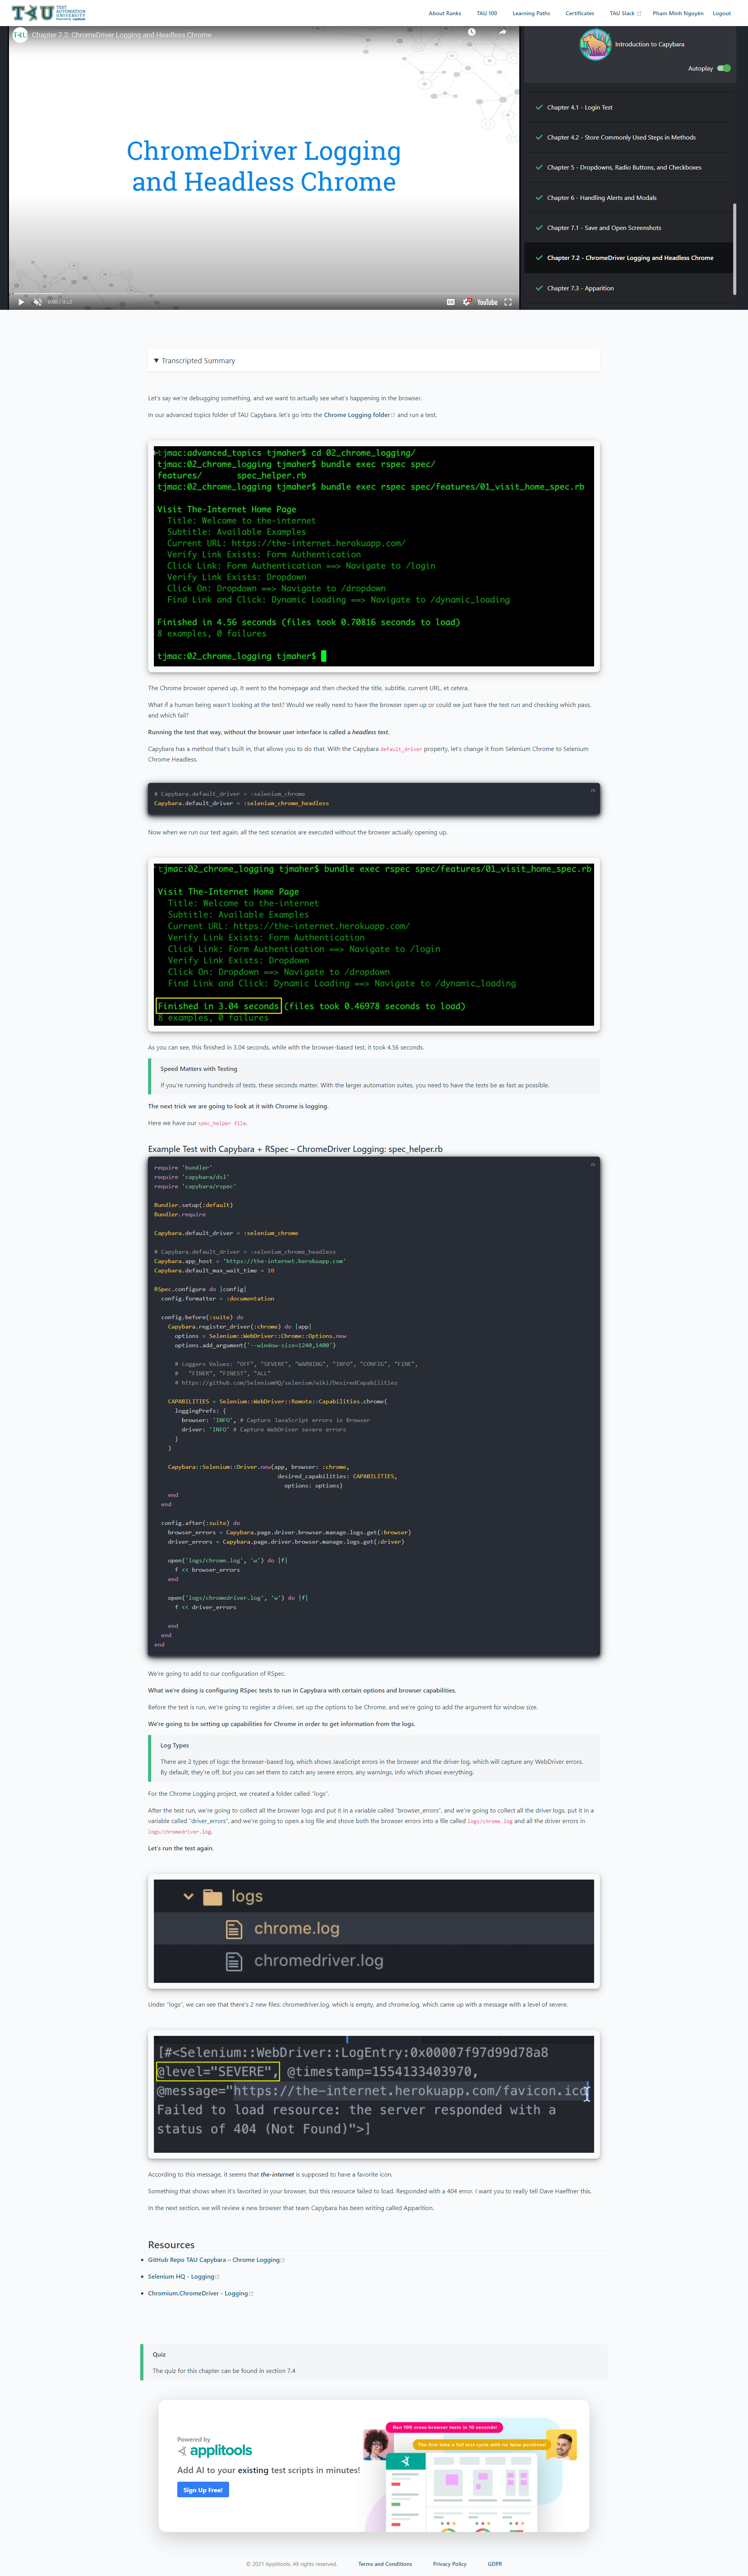 TAU TEST AUTOMATION UNIVERSITY
About Ranks TAU 100 Learning Paths Certificates TAU Slack Phạm Minh Nguyên Logout
Chapter 7.2: ChromeDriver Logging and Headless Chrome
ChromeDriver Logging
and Headless Chrome
0:00 / 3:22
YouTube
Introduction to Capybara
Autoplay
Chapter 4.1 - Login Test
Chapter 4.2 - Store Commonly Used Steps in Methods
Chapter 5 - Dropdowns, Radio Buttons, and Checkboxes
Chapter 6 - Handling Alerts and Modals
Chapter 7.1 - Save and Open Screenshots
Chapter 7.2 - ChromeDriver Logging and Headless Chrome
Chapter 7.3 - Apparition
Transcripted Summary
Let's say we're debugging something, and we want to actually see what's happening in the browser.
In our advanced topics folder of TAU Capybara, let's go into the Chrome Logging folder and run a test.
tjmac:advanced_topics tjmaher$ cd 02_chrome_logging/
tjmac:02_chrome_logging tjmaher$ bundle exec rspec spec/
features/ spec_helper.rb
tjmac:02_chrome_logging tjmaher$ bundle exec rspec spec/features/01_visit_home_spec.rb
Visit The-Internet Home Page
Title: Welcome to the-internet
Subtitle: Available Examples
Current URL: https://the-internet.herokuapp.com/
Verify Link Exists: Form Authentication
Click Link: Form Authentication ==> Navigate to /login
Verify Link Exists: Dropdown
Click On: Dropdown ==> Navigate to /dropdown
Find Link and Click: Dynamic Loading ==> Navigate to /dynamic_loading
Finished in 4.56 seconds (files took 0.70816 seconds to load)
8 examples, 0 failures
tjmac:02_chrome_logging tjmaher$
The Chrome browser opened up. It went to the homepage and then checked the title, subtitle, current URL, et cetera.
What if a human being wasn't looking at the test? Would we really need to have the browser open up or could we just have the test run and checking which pass,
and which fail?
Running the test that way, without the browser user interface is called a headless test.
Capybara has a method that's built in, that allows you to do that. With the Capybara default_driver property, let's change it from Selenium Chrome to Selenium
Chrome Headless.
rb
# Capybara.default_driver = :selenium_chrome
Capybara.default_driver = :selenium_chrome_headless
Now when we run our test again, all the test scenarios are executed without the browser actually opening up.
tjmac:02_chrome_logging tjmaher$ bundle exec rspec spec/features/01_visit_home_spec.rb
Visit The-Internet Home Page
Title: Welcome to the-internet
Subtitle: Available Examples
Current URL: https://the-internet.herokuapp.com/
Verify Link Exists: Form Authentication
Click Link: Form Authentication ==> Navigate to /login
Verify Link Exists: Dropdown
Click On: Dropdown ==> Navigate to /dropdown
Find Link and Click: Dynamic Loading ==> Navigate to /dynamic_loading
Finished in 3.04 seconds (files took 0.46978 seconds to load)
8 examples, 0 failures
As you can see, this finished in 3.04 seconds, while with the browser-based test, it took 4.56 seconds.
Speed Matters with Testing
If you're running hundreds of tests, these seconds matter. With the larger automation suites, you need to have the tests be as fast as possible.
The next trick we are going to look at it with Chrome is logging.
Here we have our spec_helper file.
Example Test with Capybara + RSpec – ChromeDriver Logging: spec_helper.rb
rb
require 'bundler'
require 'capybara/dsl'
require 'capybara/rspec'
Bundler.setup(:default)
Bundler.require
Capybara.default_driver = :selenium_chrome
# Capybara.default_driver = :selenium_chrome_headless
Capybara.app_host = 'https://the-internet.herokuapp.com'
Capybara.default_max_wait_time = 10
RSpec.configure do |config|
config.formatter = :documentation
config.before(:suite) do
Capybara.register_driver(:chrome) do |app|
options = Selenium::WebDriver::Chrome::Options.new
options.add_argument('--window-size=1240,1400')
# Loggers Values: "OFF", "SEVERE", "WARNING", "INFO", "CONFIG", "FINE",
# "FINER", "FINEST", "ALL"
# https://github.com/SeleniumHQ/selenium/wiki/DesiredCapabilities
CAPABILITIES = Selenium::WebDriver::Remote::Capabilities.chrome(
loggingPrefs: {
browser: 'INFO', # Capture JavaScript errors in Browser
driver: 'INFO' # Capture WebDriver severe errors
}
)
Capybara::Selenium::Driver.new(app, browser: :chrome,
desired_capabilities: CAPABILITIES,
options: options)
end
end
config.after(:suite) do
browser_errors = Capybara.page.driver.browser.manage.logs.get(:browser)
driver_errors = Capybara.page.driver.browser.manage.logs.get(:driver)
open('logs/chrome.log', 'w') do |f|
f << browser_errors
end
open('logs/chromedriver.log', 'w') do |f|
f << driver_errors
end
end
end
We're going to add to our configuration of RSpec.
What we're doing is configuring RSpec tests to run in Capybara with certain options and browser capabilities.
Before the test is run, we're going to register a driver, set up the options to be Chrome, and we're going to add the argument for window size.
We're going to be setting up capabilities for Chrome in order to get information from the logs.
Log Types
There are 2 types of logs: the browser-based log, which shows JavaScript errors in the browser and the driver log, which will capture any WebDriver errors.
By default, they're off, but you can set them to catch any severe errors, any warnings, info which shows everything.
For the Chrome Logging project, we created a folder called "logs".
After the test run, we're going to collect all the browser logs and put it in a variable called "browser_errors", and we're going to collect all the driver logs, put it in a
variable called "driver_errors", and we're going to open a log file and shove both the browser errors into a file called logs/chrome.log and all the driver errors in
logs/chromedriver.log.
Let's run the test again.
logs
chrome.log
chromedriver.log
Under "logs", we can see that there's 2 new files: chromedriver.log, which is empty, and chrome.log, which came up with a message with a level of severe.
[#<Selenium::WebDriver::LogEntry:0x00007f97d99d78a8
@level="SEVERE", @timestamp=1554133403970,
@message="https://the-internet.herokuapp.com/favicon.ico
Failed to load resource: the server responded with a
status of 404 (Not Found)">]
According to this message, it seems that the-internet is supposed to have a favorite icon.
Something that shows when it's favorited in your browser, but this resource failed to load. Responded with a 404 error. I want you to really tell Dave Haeffner this.
In the next section, we will review a new browser that team Capybara has been writing called Apparition.
Resources
GitHub Repo TAU Capybara – Chrome Logging
Selenium HQ - Logging
Chromium.ChromeDriver - Logging
Quiz
The quiz for this chapter can be found in section 7.4
Powered by
applitools
Add AI to your existing test scripts in minutes!
Sign Up Free!
Ran 100 cross-browser tests in 10 seconds!
The first time a full test cycle with no false positives!
© 2021 Applitools. All rights reserved. Terms and Conditions Privacy Policy GDPR